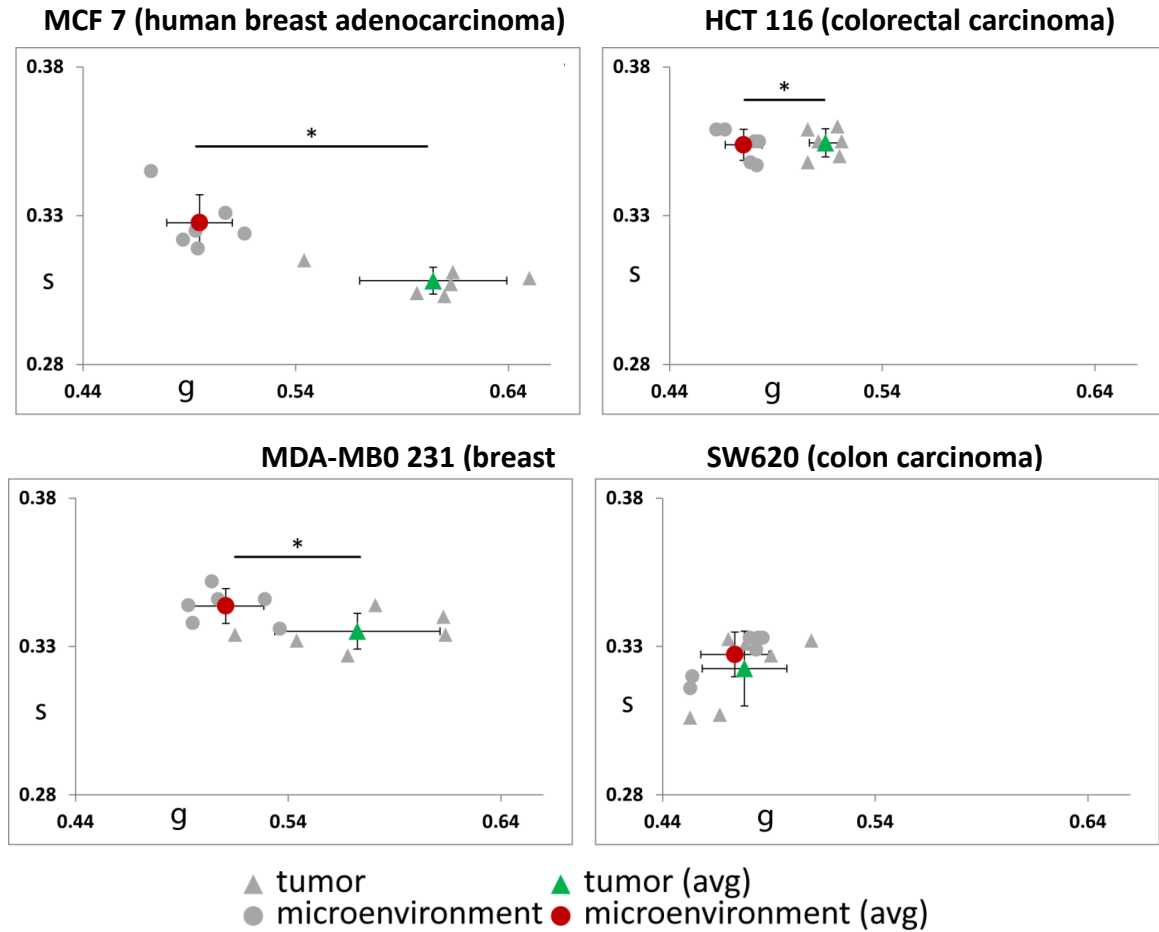 MCF 7 (human breast adenocarcinoma)
HCT 116 (colorectal carcinoma)
0.38
*
0.33
S
0.28
0.44
g
0.54
0.64
0.38
*
0.33
S
0.28
0.44
g
0.54
0.64
MDA-MB0 231 (breast
SW620 (colon carcinoma)
0.38
*
0.33
S
0.28
0.44
g
0.54
0.64
0.38
0.33
S
0.28
0.44
g
0.54
0.64
tumor
tumor (avg)
microenvironment
microenvironment (avg)